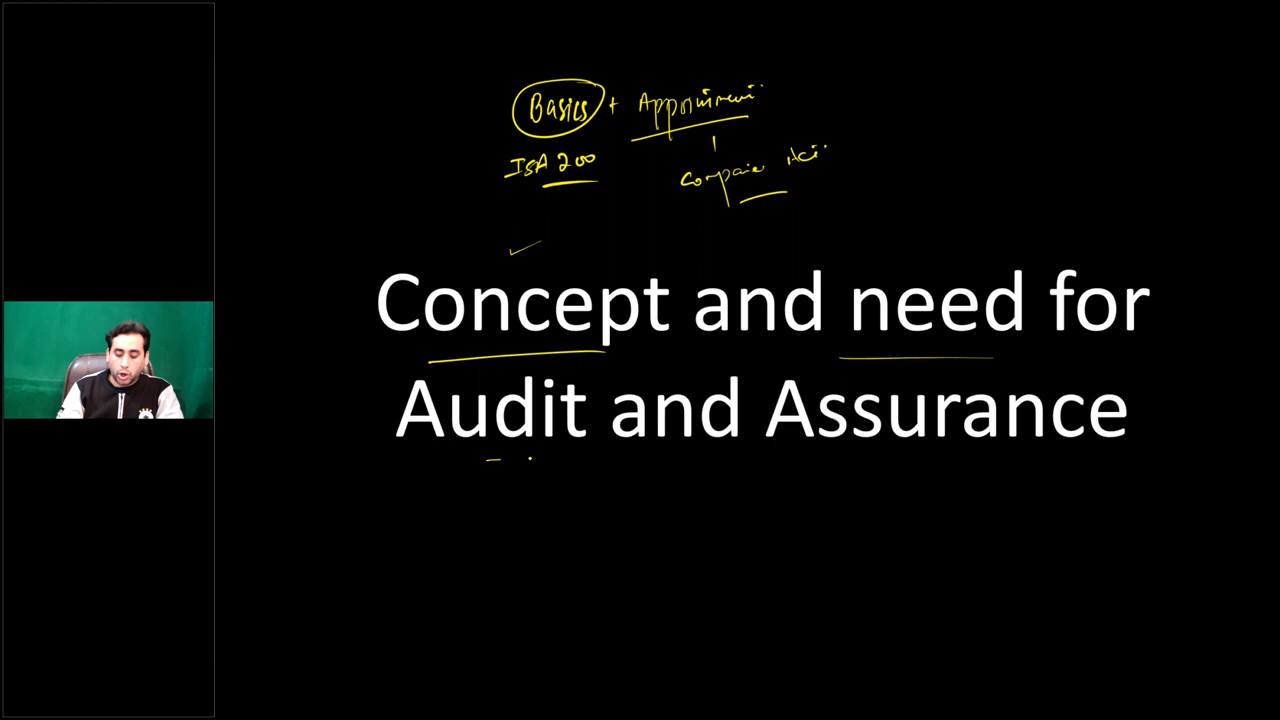 Basics + Appointment
ISA 200
Companies Act
Concept and need for
Audit and Assurance